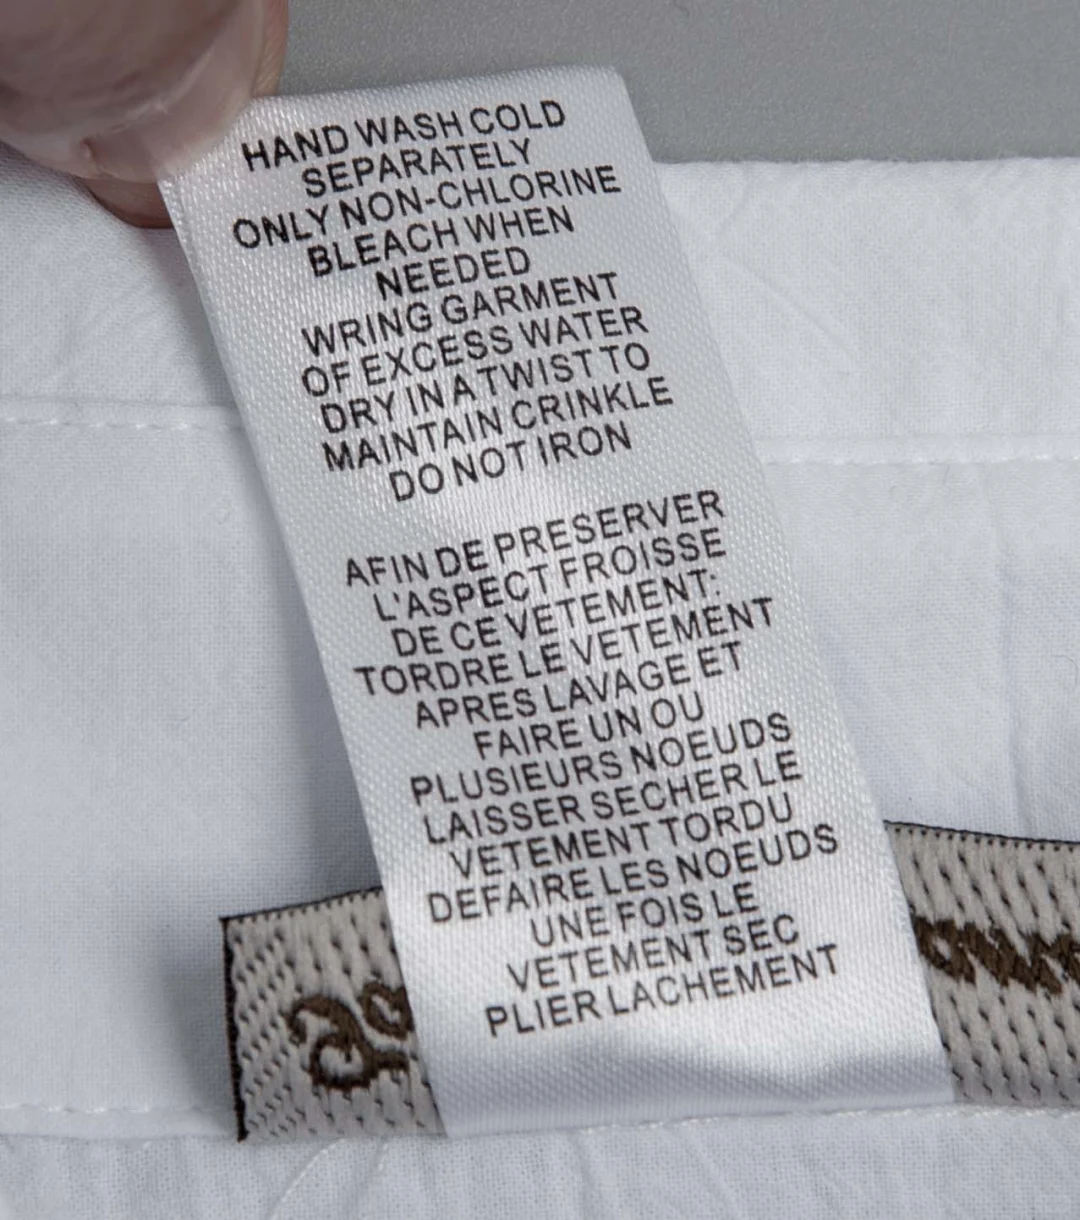 HAND WASH COLD
SEPARATELY
ONLY NON-CHLORINE
BLEACH WHEN
NEEDED
WRING GARMENT
OF EXCESS WATER
DRY IN A TWIST TO
MAINTAIN CRINKLE
DO NOT IRON
AFIN DE PRESERVER
L'ASPECT FROISSE
DE CE VETEMENT:
TORDRE LE VETEMENT
APRES LAVAGE ET
FAIRE UN OU
PLUSIEURS NOEUDS
LAISSER SECHER LE
VETEMENT TORDU
DEFAIRE LES NOEUDS
UNE FOIS LE
VETEMENT SEC
PLIER LACHEMENT